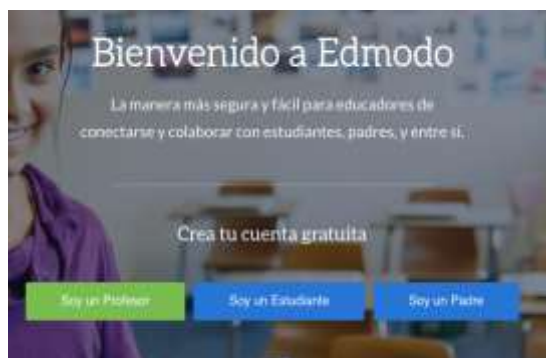 Bienvenido a Edmodo
La manera más segura y fácil para educadores de
conectarse y colaborar con estudiantes, padres, y entre sí.
Crea tu cuenta gratuita
Soy un Profesor
Soy un Estudiante
Soy un Padre